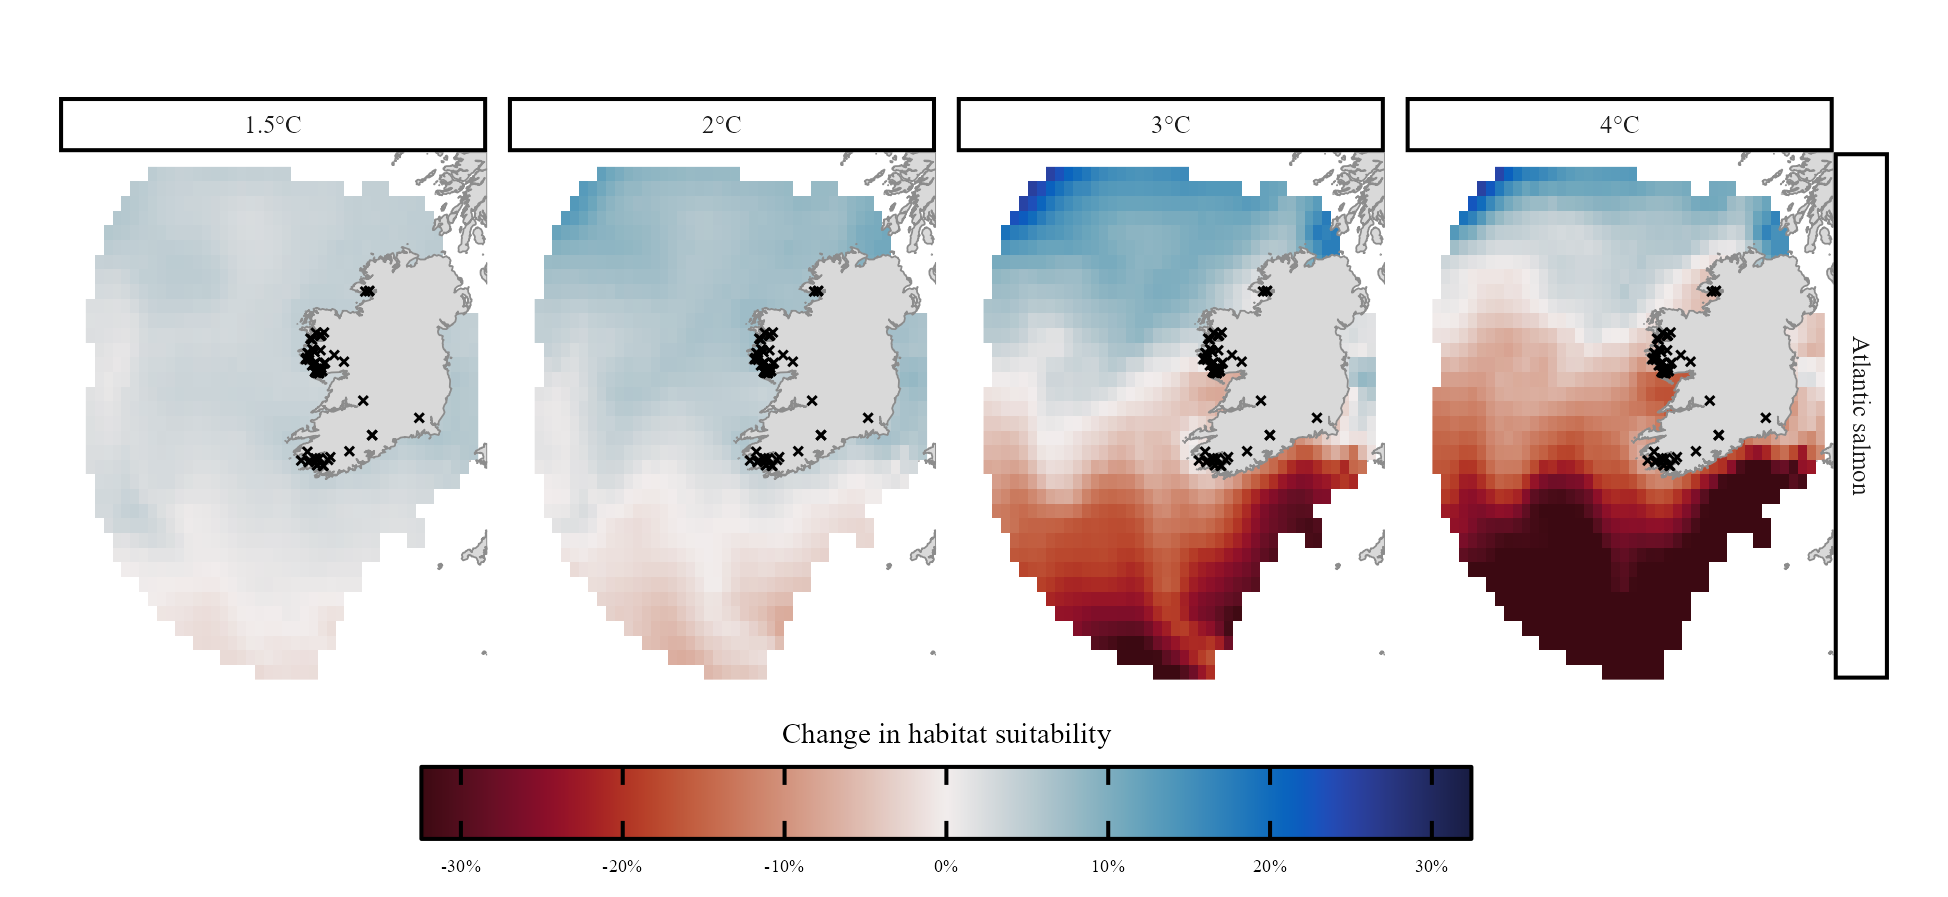 1.5°C
2°C
3°C
4°C
Atlantic salmon
Change in habitat suitability
-30%
-20%
-10%
0%
10%
20%
30%